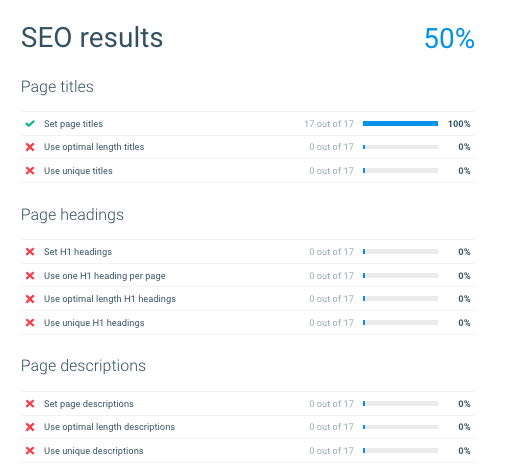 SEO results 50%
Page titles
Set page titles 17 out of 17 100%
Use optimal length titles 0 out of 17 0%
Use unique titles 0 out of 17 0%
Page headings
Set H1 headings 0 out of 17 0%
Use one H1 heading per page 0 out of 17 0%
Use optimal length H1 headings 0 out of 17 0%
Use unique H1 headings 0 out of 17 0%
Page descriptions
Set page descriptions 0 out of 17 0%
Use optimal length descriptions 0 out of 17 0%
Use unique descriptions 0 out of 17 0%